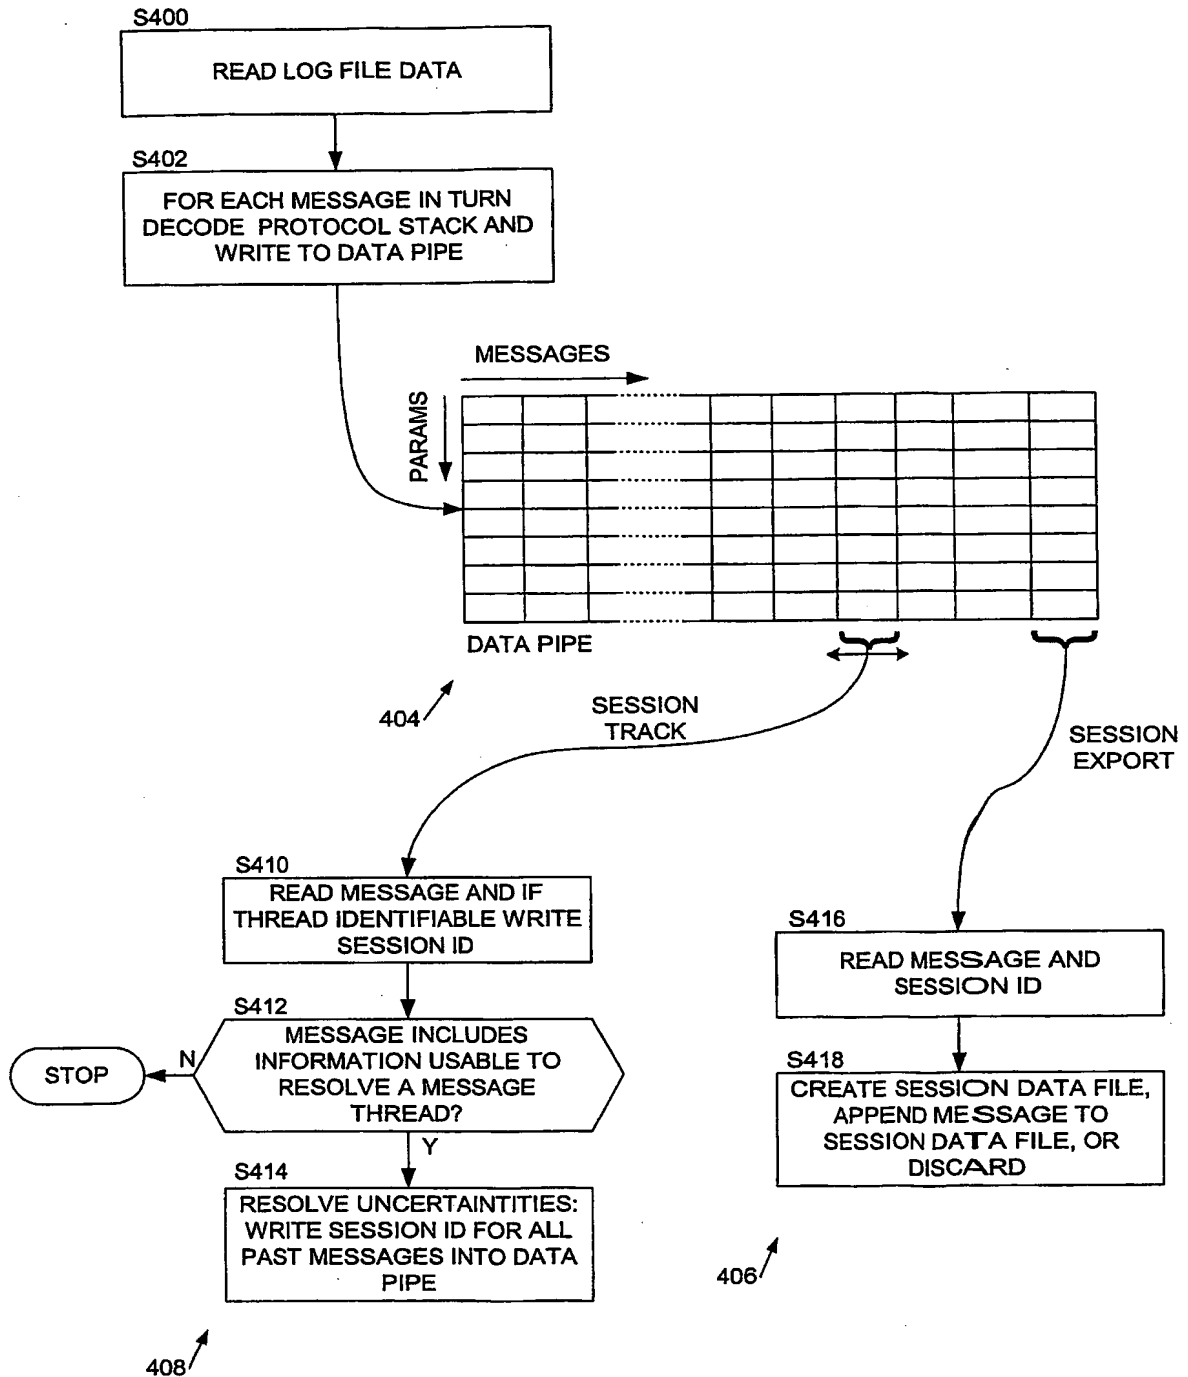 S400
READ LOG FILE DATA
S402
FOR EACH MESSAGE IN TURN
DECODE PROTOCOL STACK AND
WRITE TO DATA PIPE
MESSAGES
PARAMS
DATA PIPE
404
SESSION
TRACK
SESSION
EXPORT
S410
READ MESSAGE AND IF
THREAD IDENTIFIABLE WRITE
SESSION ID
S412
MESSAGE INCLUDES
INFORMATION USABLE TO
RESOLVE A MESSAGE
THREAD?
N
STOP
Y
S414
RESOLVE UNCERTAINTITIES:
WRITE SESSION ID FOR ALL
PAST MESSAGES INTO DATA
PIPE
408
S416
READ MESSAGE AND
SESSION ID
S418
CREATE SESSION DATA FILE,
APPEND MESSAGE TO
SESSION DATA FILE, OR
DISCARD
406